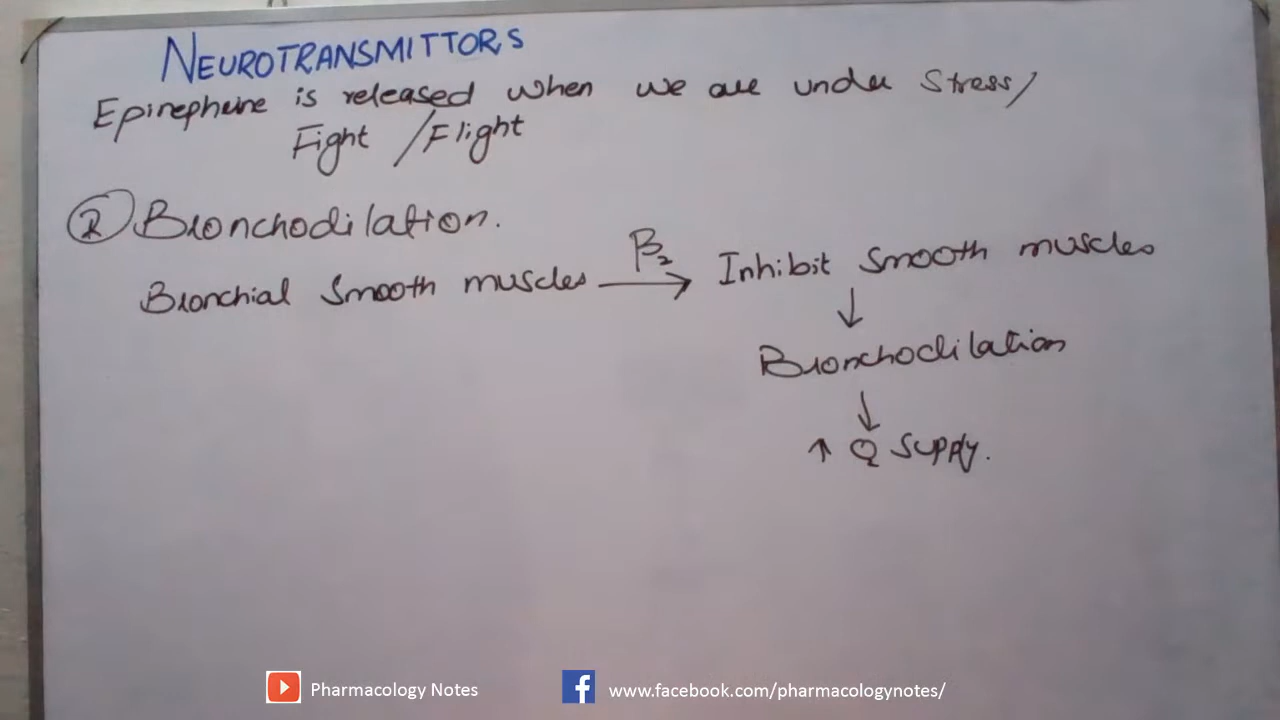 NEUROTRANSMITTORS
Epinephrine is released when we are under stress/
Fight /Flight
② Bronchodilation.
Bronchial smooth muscles →β2 Inhibit smooth muscles
↓
Bronchodilation
↓
↑ O2 supply.
Pharmacology Notes
www.facebook.com/pharmacologynotes/